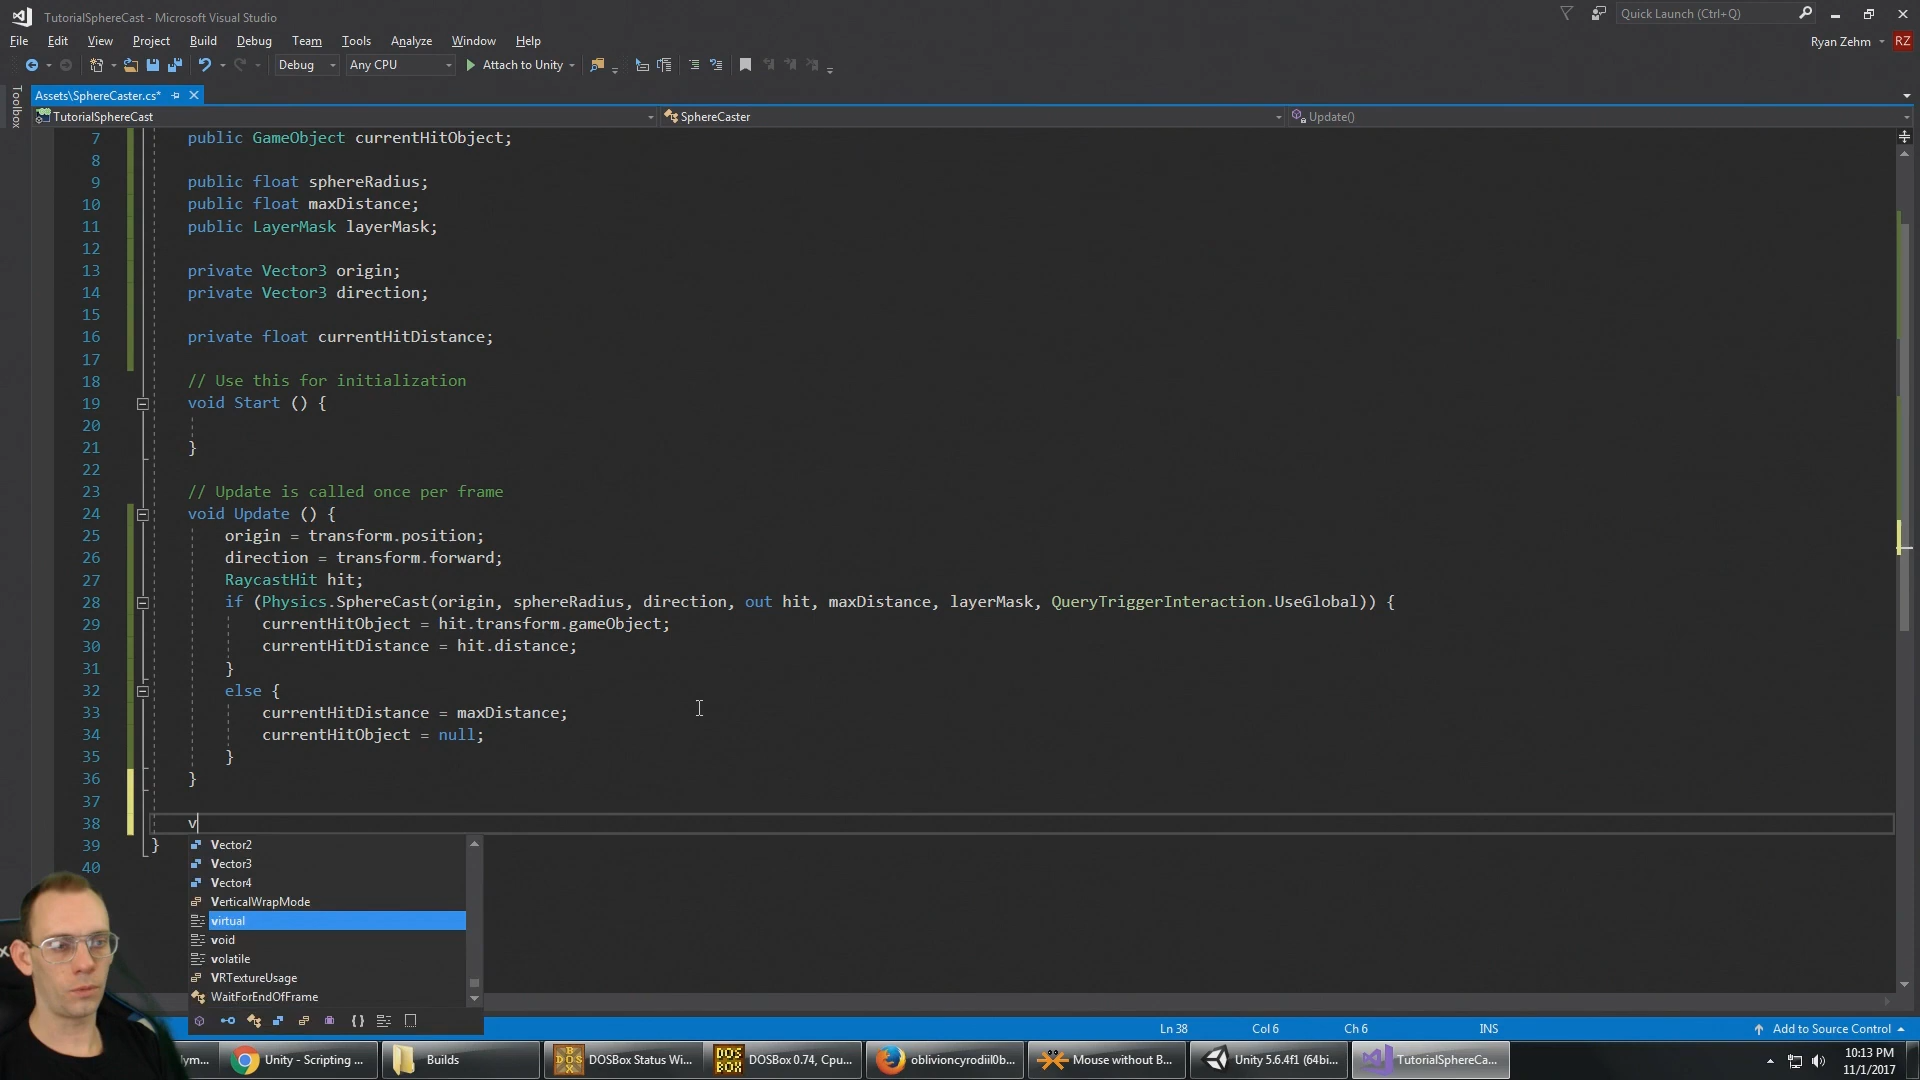 TutorialSphereCast - Microsoft Visual Studio
Quick Launch (Ctrl+Q)
File Edit View Project Build Debug Team Tools Analyze Window Help
Ryan Zehm RZ
Debug Any CPU Attach to Unity
Toolbox
Assets\SphereCaster.cs*
TutorialSphereCast SphereCaster Update()
7 public GameObject currentHitObject;
8
9 public float sphereRadius;
10 public float maxDistance;
11 public LayerMask layerMask;
12
13 private Vector3 origin;
14 private Vector3 direction;
15
16 private float currentHitDistance;
17
18 // Use this for initialization
19 void Start () {
20
21 }
22
23 // Update is called once per frame
24 void Update () {
25 origin = transform.position;
26 direction = transform.forward;
27 RaycastHit hit;
28 if (Physics.SphereCast(origin, sphereRadius, direction, out hit, maxDistance, layerMask, QueryTriggerInteraction.UseGlobal)) {
29 currentHitObject = hit.transform.gameObject;
30 currentHitDistance = hit.distance;
31 }
32 else {
33 currentHitDistance = maxDistance;
34 currentHitObject = null;
35 }
36 }
37
38 v
39 }
40
Vector2
Vector3
Vector4
VerticalWrapMode
virtual
void
volatile
VRTextureUsage
WaitForEndOfFrame
Ln 38 Col 6 Ch 6 INS Add to Source Control
lym... Unity - Scripting ... Builds DOSBox Status Wi... DOSBox 0.74, Cpu... oblivioncyrodiil0b... Mouse without B... Unity 5.6.4f1 (64bi... TutorialSphereCa...
10:13 PM
11/1/2017